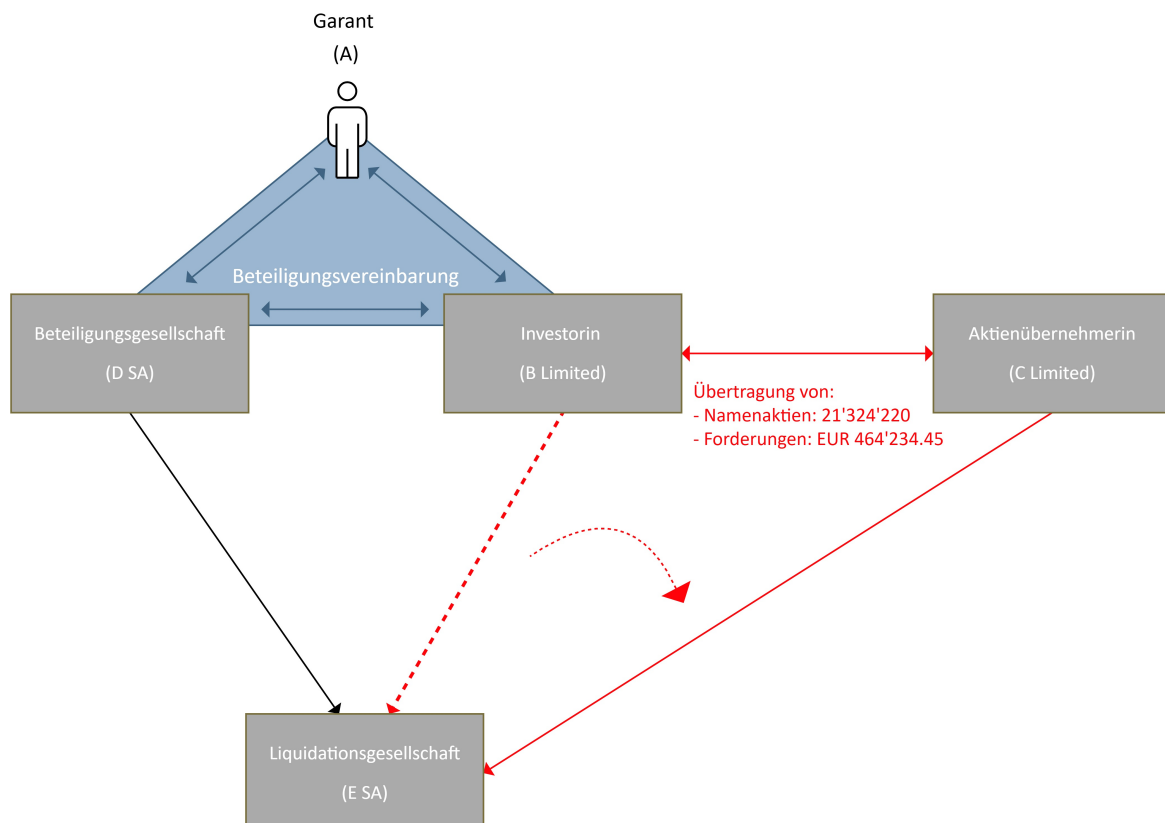 Garant
(A)
Beteiligungsvereinbarung
Beteiligungsgesellschaft
(D SA)
Investorin
(B Limited)
Aktienübernehmerin
(C Limited)
Übertragung von:
- Namenaktien: 21'324'220
- Forderungen: EUR 464'234.45
Liquidationsgesellschaft
(E SA)